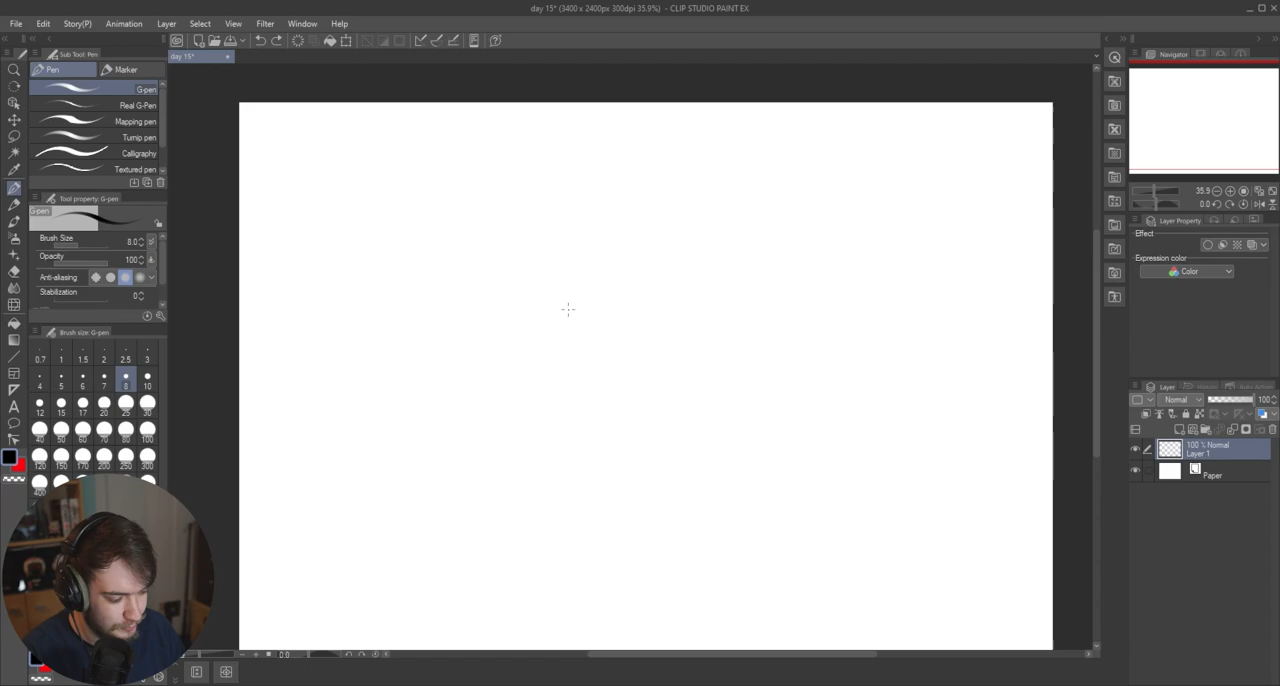 day 15* (3400 x 2400px 300dpi 35.9%) - CLIP STUDIO PAINT EX
File Edit Story(P) Animation Layer Select View Filter Window Help
Sub Tool: Pen
day 15*
Navigator
Pen Marker
G-pen
Real G-Pen
Mapping pen
Turnip pen
Calligraphy
Textured pen
Tool property: G-pen
G-pen
Brush Size 8.0
Opacity 100
Anti-aliasing
Stabilization 0
Brush size: G-pen
0.7 1 1.5 2 2.5 3
4 5 6 7 8 10
12 15 17 20 25 30
40 50 60 70 80 100
120 150 170 200 250 300
400
35.9
0.0
Layer Property
Effect
Expression color
Color
Layer History Auto Action
Normal 100
100 % Normal
Layer 1
Paper
0.0